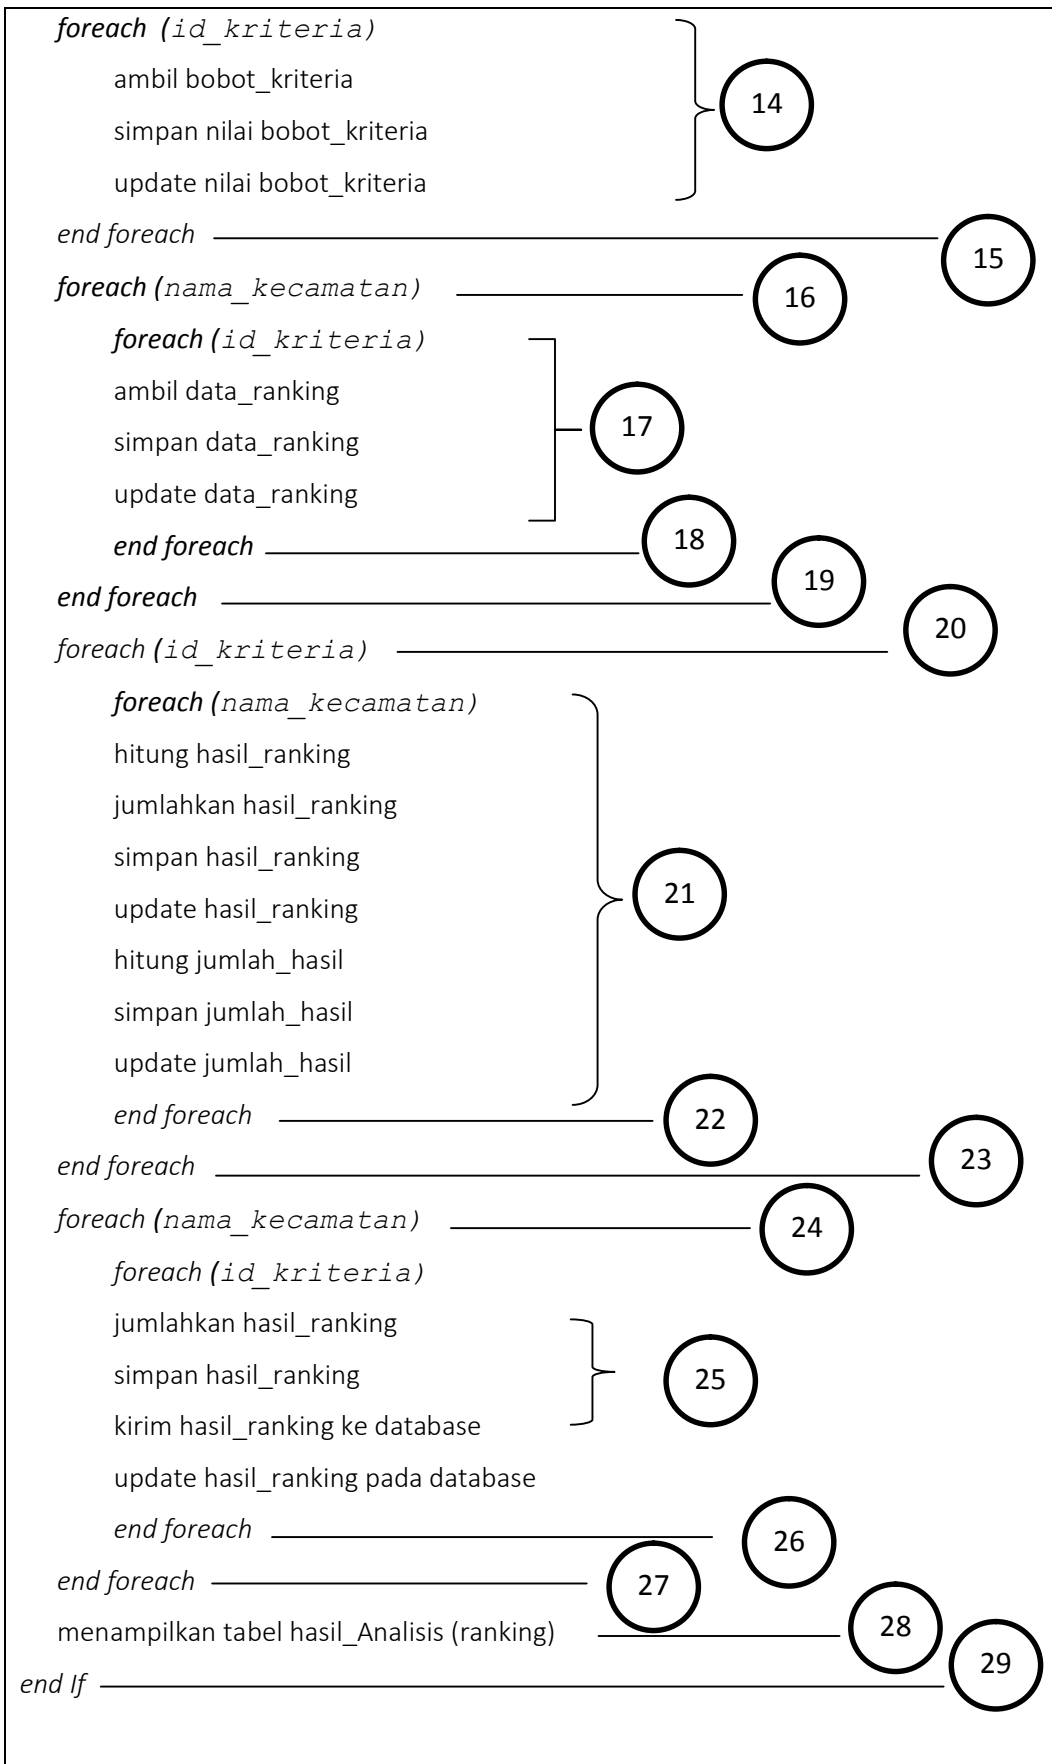 foreach (id_kriteria)
ambil bobot_kriteria
14
simpan nilai bobot_kriteria
update nilai bobot_kriteria
end foreach
15
foreach (nama_kecamatan)
16
foreach (id_kriteria)
ambil data_ranking
17
simpan data_ranking
update data_ranking
end foreach
18
end foreach
19
foreach (id_kriteria)
20
foreach (nama_kecamatan)
hitung hasil_ranking
jumlahkan hasil_ranking
simpan hasil_ranking
21
update hasil_ranking
hitung jumlah_hasil
simpan jumlah_hasil
update jumlah_hasil
end foreach
22
end foreach
23
foreach (nama_kecamatan)
24
foreach (id_kriteria)
jumlahkan hasil_ranking
simpan hasil_ranking
25
kirim hasil_ranking ke database
update hasil_ranking pada database
end foreach
26
end foreach
27
menampilkan tabel hasil_Analisis (ranking)
28
end If
29